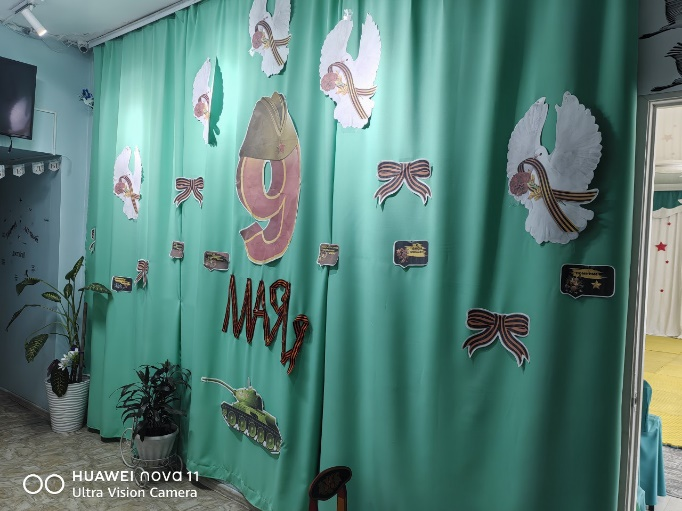 9
МАЯ
HUAWEI nova 11
Ultra Vision Camera